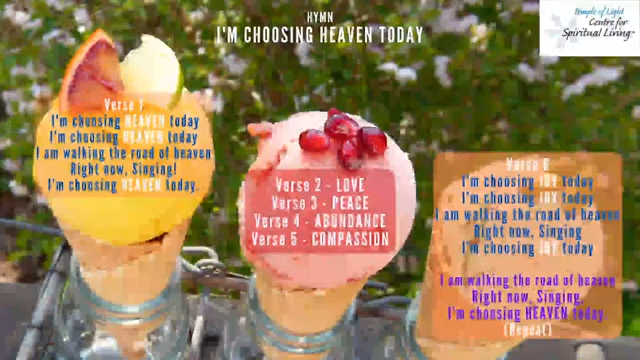 HYMN
I'M CHOOSING HEAVEN TODAY
Temple of Light
Centre for
Spiritual Living™
Verse 1
I'm choosing HEAVEN today
I'm choosing HEAVEN today
I am walking the road of heaven
Right now, Singing!
I'm choosing HEAVEN today.
Verse 2 - LOVE
Verse 3 - PEACE
Verse 4 - ABUNDANCE
Verse 5 - COMPASSION
Verse 6
I'm choosing JOY today
I'm choosing JOY today
I am walking the road of heaven
Right now, Singing
I'm choosing JOY today
I am walking the road of heaven
Right now, Singing,
I'm choosing HEAVEN today
(Repeat)